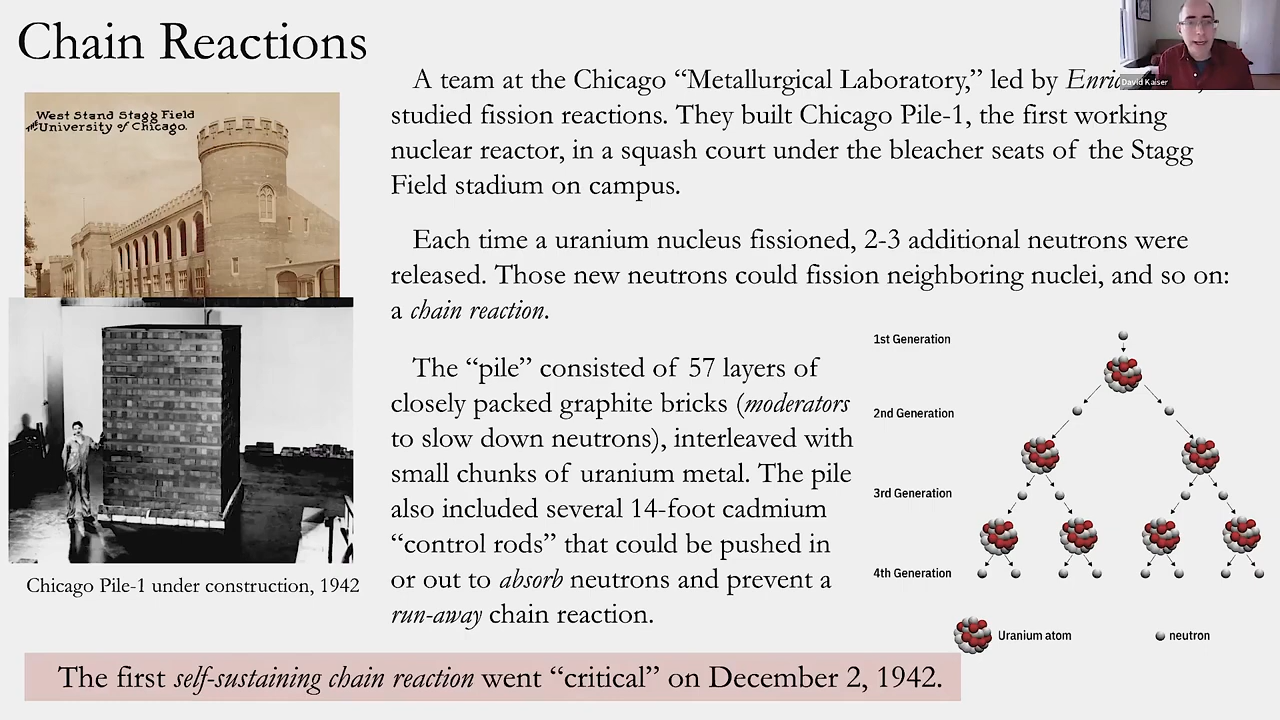 Chain Reactions
David Kaiser
A team at the Chicago “Metallurgical Laboratory,” led by
studied fission reactions. They built Chicago Pile-1, the first working
nuclear reactor, in a squash court under the bleacher seats of the Stagg
Field stadium on campus.
West Stand Stagg Field
University of Chicago.
Each time a uranium nucleus fissioned, 2-3 additional neutrons were
released. Those new neutrons could fission neighboring nuclei, and so on:
a chain reaction.
The “pile” consisted of 57 layers of
closely packed graphite bricks (moderators
to slow down neutrons), interleaved with
small chunks of uranium metal. The pile
also included several 14-foot cadmium
“control rods” that could be pushed in
or out to absorb neutrons and prevent a
run-away chain reaction.
1st Generation
2nd Generation
3rd Generation
4th Generation
Uranium atom
neutron
Chicago Pile-1 under construction, 1942
The first self-sustaining chain reaction went “critical” on December 2, 1942.